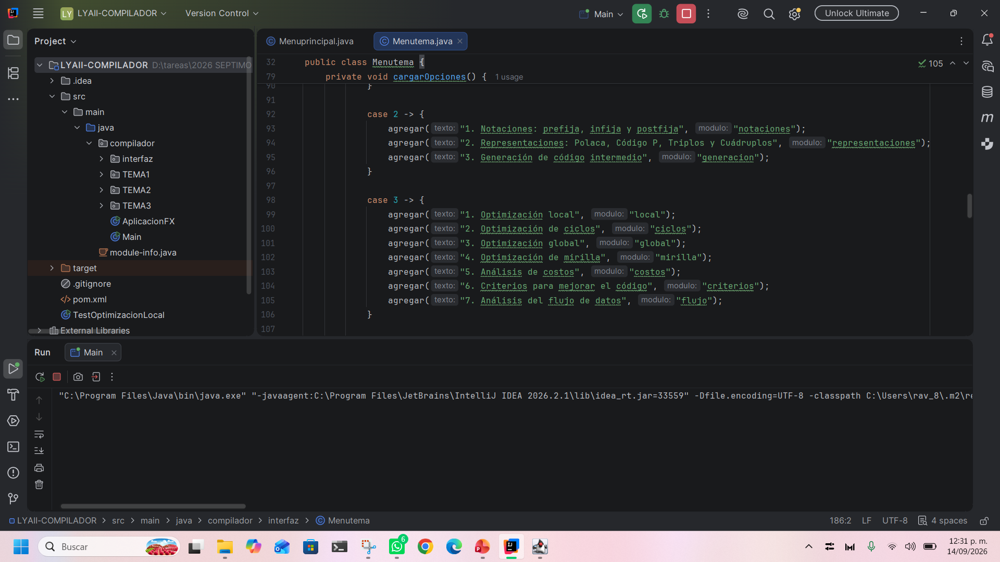 LY LYAII-COMPILADOR Version Control Main Unlock Ultimate
Project
LYAII-COMPILADOR D:\tareas\2026 SEPTIMO
.idea
src
main
java
compilador
interfaz
TEMA1
TEMA2
TEMA3
AplicacionFX
Main
module-info.java
target
.gitignore
pom.xml
TestOptimizacionLocal
External Libraries
Menuprincipal.java Menutema.java
32 public class Menutema { 105
79 private void cargarOpciones() { 1 usage
90 }
91
92 case 2 -> {
93 agregar( texto: "1. Notaciones: prefija, infija y postfija", modulo: "notaciones");
94 agregar( texto: "2. Representaciones: Polaca, Código P, Triplos y Cuádruplos", modulo: "representaciones");
95 agregar( texto: "3. Generación de código intermedio", modulo: "generacion");
96 }
97
98 case 3 -> {
99 agregar( texto: "1. Optimización local", modulo: "local");
100 agregar( texto: "2. Optimización de ciclos", modulo: "ciclos");
101 agregar( texto: "3. Optimización global", modulo: "global");
102 agregar( texto: "4. Optimización de mirilla", modulo: "mirilla");
103 agregar( texto: "5. Análisis de costos", modulo: "costos");
104 agregar( texto: "6. Criterios para mejorar el código", modulo: "criterios");
105 agregar( texto: "7. Análisis del flujo de datos", modulo: "flujo");
106 }
107
Run Main
"C:\Program Files\Java\bin\java.exe" "-javaagent:C:\Program Files\JetBrains\IntelliJ IDEA 2026.2.1\lib\idea_rt.jar=33559" -Dfile.encoding=UTF-8 -classpath C:\Users\rav_8\.m2\re
LYAII-COMPILADOR > src > main > java > compilador > interfaz > Menutema 186:2 LF UTF-8 4 spaces
Buscar 6 12:31 p. m.
14/09/2026